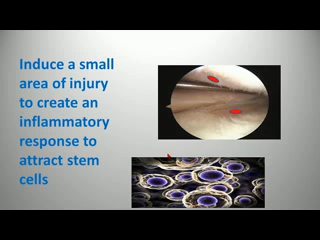 Induce a small
area of injury
to create an
inflammatory
response to
attract stem
cells